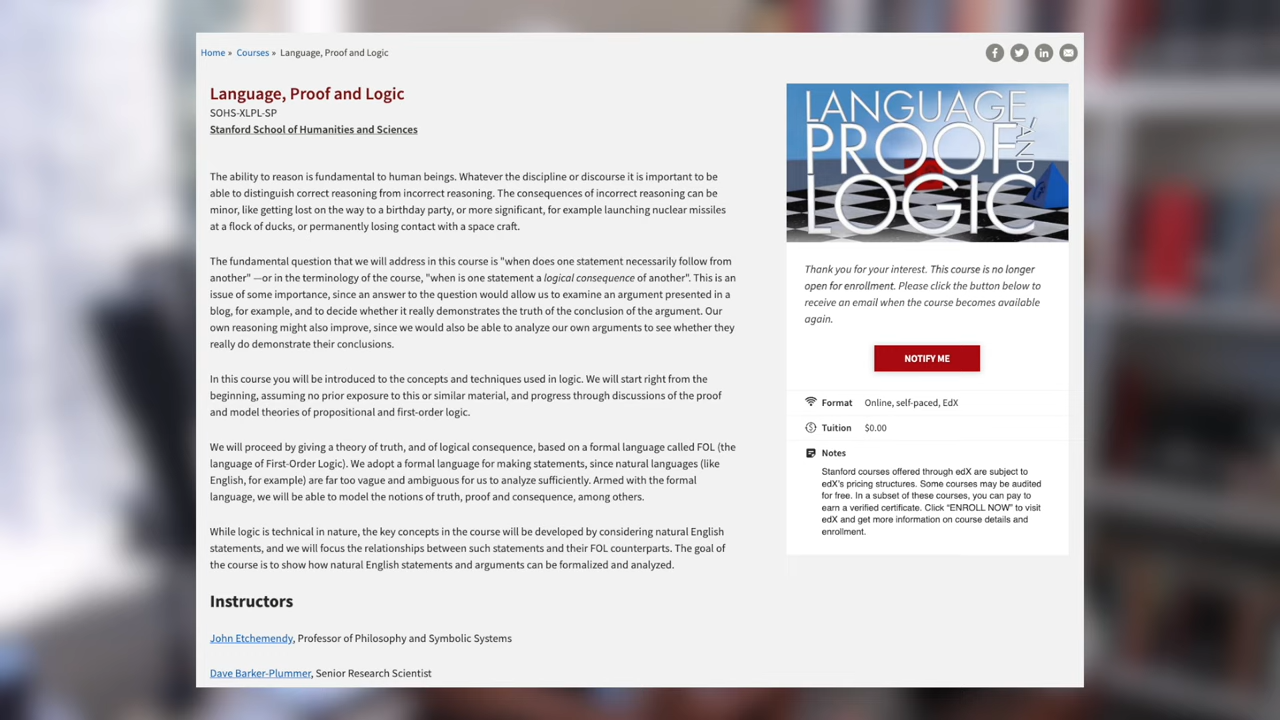 Home » Courses » Language, Proof and Logic
Language, Proof and Logic
SOHS-XLPL-SP
Stanford School of Humanities and Sciences
The ability to reason is fundamental to human beings. Whatever the discipline or discourse it is important to be
able to distinguish correct reasoning from incorrect reasoning. The consequences of incorrect reasoning can be
minor, like getting lost on the way to a birthday party, or more significant, for example launching nuclear missiles
at a flock of ducks, or permanently losing contact with a space craft.
The fundamental question that we will address in this course is "when does one statement necessarily follow from
another" —or in the terminology of the course, "when is one statement a logical consequence of another". This is an
issue of some importance, since an answer to the question would allow us to examine an argument presented in a
blog, for example, and to decide whether it really demonstrates the truth of the conclusion of the argument. Our
own reasoning might also improve, since we would also be able to analyze our own arguments to see whether they
really do demonstrate their conclusions.
In this course you will be introduced to the concepts and techniques used in logic. We will start right from the
beginning, assuming no prior exposure to this or similar material, and progress through discussions of the proof
and model theories of propositional and first-order logic.
We will proceed by giving a theory of truth, and of logical consequence, based on a formal language called FOL (the
language of First-Order Logic). We adopt a formal language for making statements, since natural languages (like
English, for example) are far too vague and ambiguous for us to analyze sufficiently. Armed with the formal
language, we will be able to model the notions of truth, proof and consequence, among others.
While logic is technical in nature, the key concepts in the course will be developed by considering natural English
statements, and we will focus the relationships between such statements and their FOL counterparts. The goal of
the course is to show how natural English statements and arguments can be formalized and analyzed.
Instructors
John Etchemendy, Professor of Philosophy and Symbolic Systems
Dave Barker-Plummer, Senior Research Scientist
LANGUAGE
PROOF AND
LOGIC
Thank you for your interest. This course is no longer
open for enrollment. Please click the button below to
receive an email when the course becomes available
again.
NOTIFY ME
Format Online, self-paced, EdX
Tuition $0.00
Notes
Stanford courses offered through edX are subject to
edX's pricing structures. Some courses may be audited
for free. In a subset of these courses, you can pay to
earn a verified certificate. Click "ENROLL NOW" to visit
edX and get more information on course details and
enrollment.